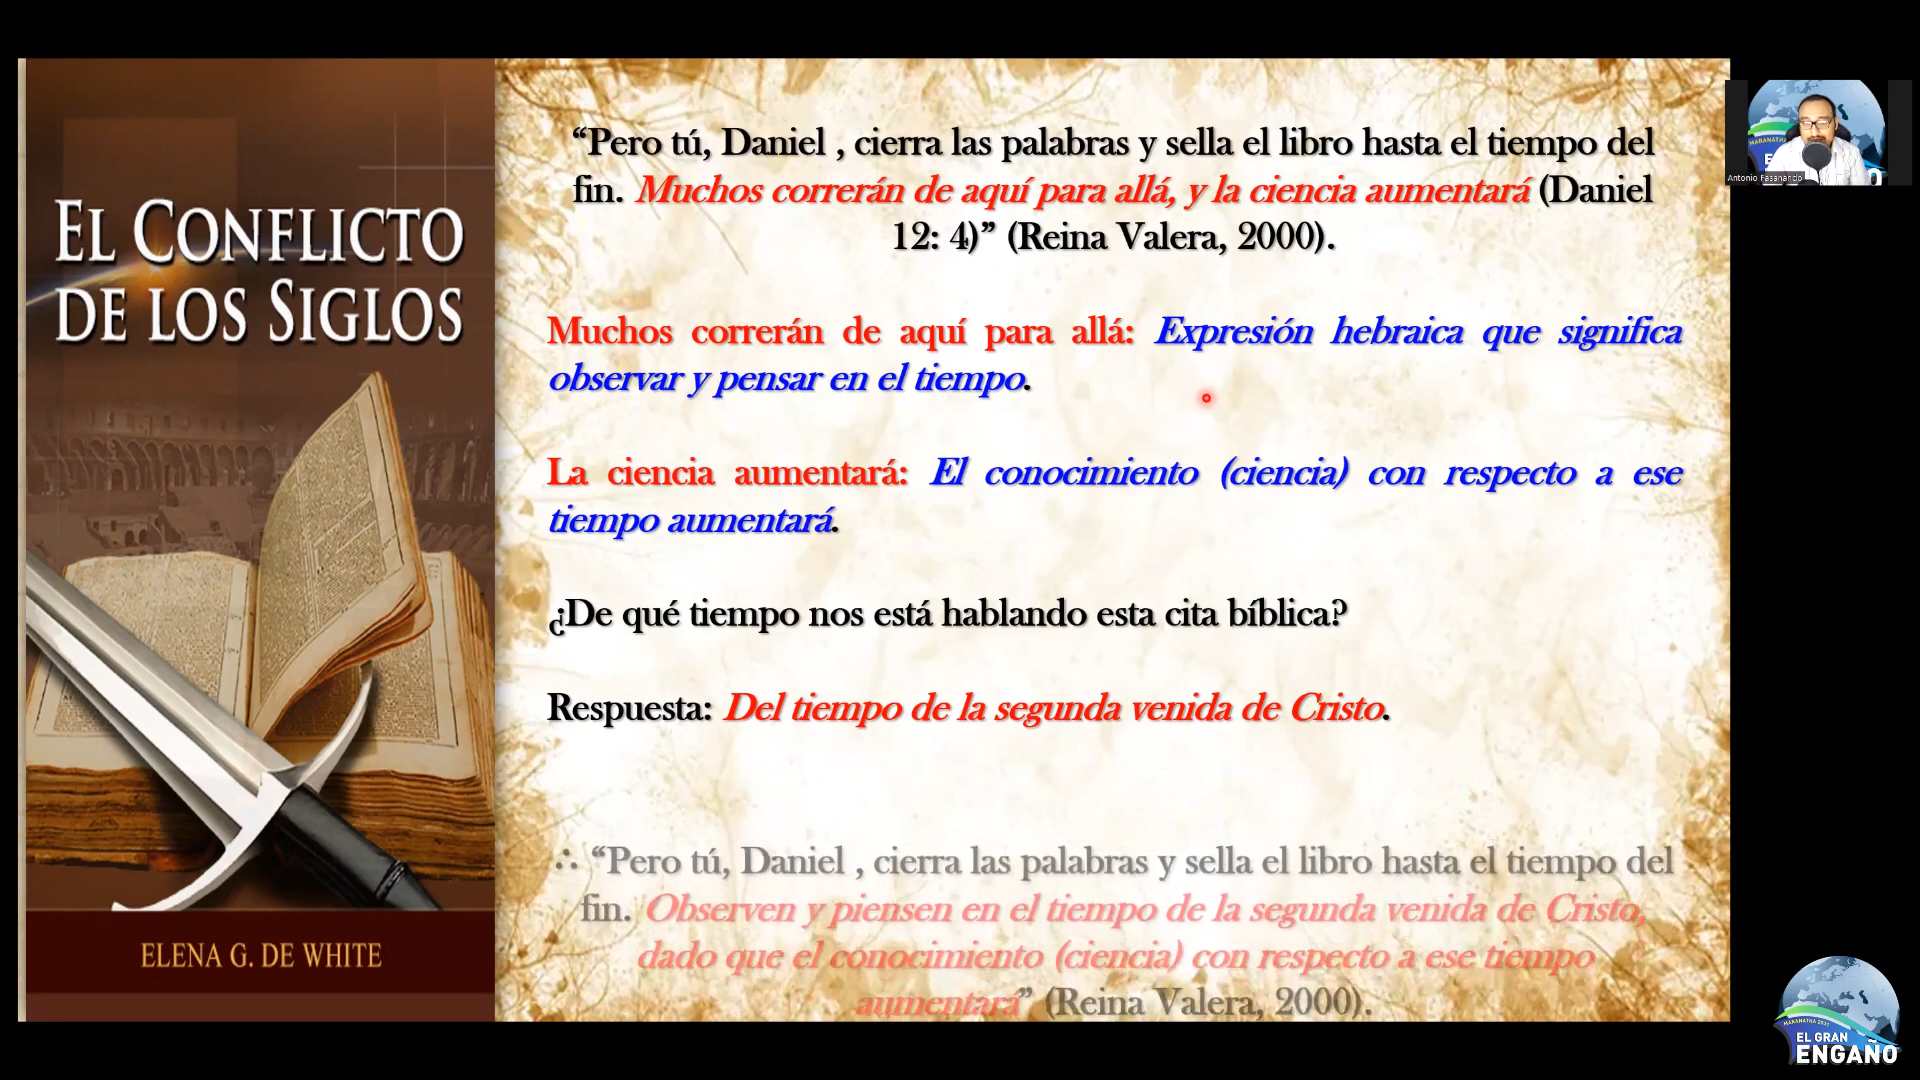 EL CONFLICTO
DE LOS SIGLOS
ELENA G. DE WHITE
“Pero tú, Daniel , cierra las palabras y sella el libro hasta el tiempo del
fin. Muchos correrán de aquí para allá, y la ciencia aumentará (Daniel
12: 4)” (Reina Valera, 2000).
Muchos correrán de aquí para allá: Expresión hebraica que significa
observar y pensar en el tiempo.
La ciencia aumentará: El conocimiento (ciencia) con respecto a ese
tiempo aumentará.
¿De qué tiempo nos está hablando esta cita bíblica?
Respuesta: Del tiempo de la segunda venida de Cristo.
∴ “Pero tú, Daniel , cierra las palabras y sella el libro hasta el tiempo del
fin. Observen y piensen en el tiempo de la segunda venida de Cristo,
dado que el conocimiento (ciencia) con respecto a ese tiempo
aumentará” (Reina Valera, 2000).
MARANATHA
Antonio Fasanando
MARANATHA 2031
EL GRAN
ENGAÑO